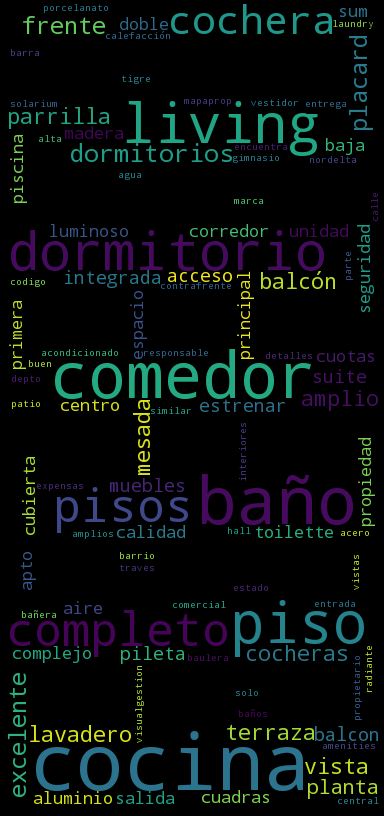 porcelanato
barra
calefacción
doble
frente
cochera
sum
laundry
placard
tigre
solarium
mapaprop
vestidor
entrega
parrilla
madera
living
alta
dormitorios
encuentra
baja
gimnasio
nordelta
piscina
agua
marca
calle
luminoso
corredor
unidad
dormitorio
seguridad
parte
codigo
integrada
acceso
contrafrente
balcón
primera
espacio
principal
acondicionado
responsable
detalles
cuotas
buen
comedor
suite
depto
patio
centro
similar
estrenar
amplio
mesada
interiores
propiedad
cubierta
expensas
muebles
pisos
baño
amplios
calidad
hall
toilette
acero
apto
barrio
traves
vistas
estado
bañera
aire
comercial
entrada
completo
piso
complejo
pileta
baulera
cocheras
propietario
radiante
visualgestion
solo
excelente
baños
lavadero
terraza
balcon
amenities
cocina
vista
planta
aluminio
salida
cuadras
central